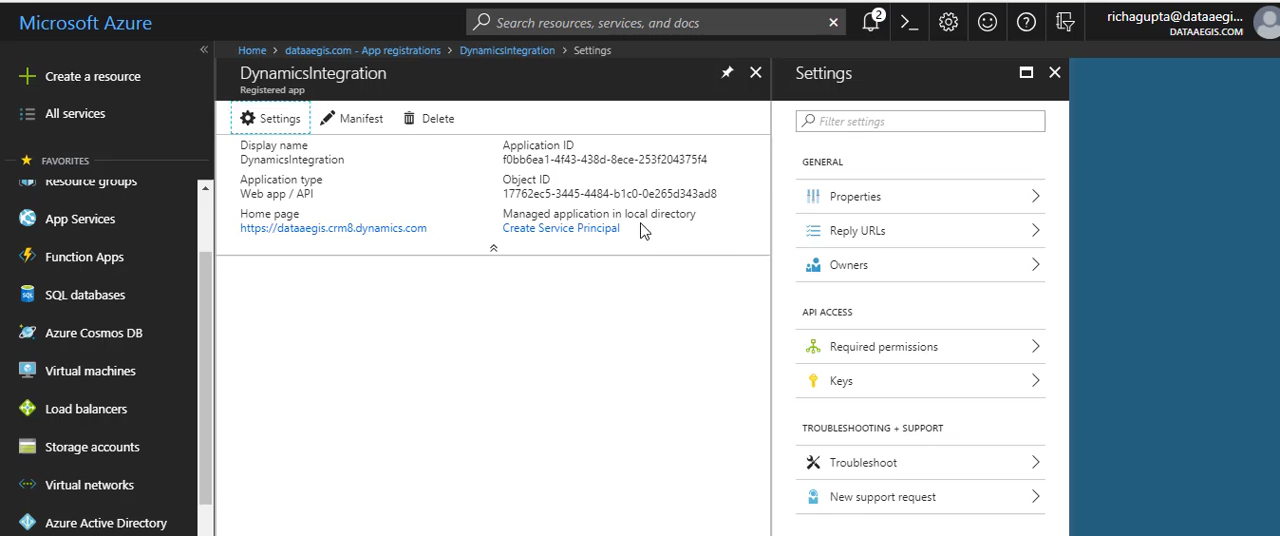 Microsoft Azure
Search resources, services, and docs
2
richagupta@dataaegi...
DATAAEGIS.COM
Home > dataaegis.com - App registrations > DynamicsIntegration > Settings
Create a resource
All services
FAVORITES
Resource groups
App Services
Function Apps
SQL databases
Azure Cosmos DB
Virtual machines
Load balancers
Storage accounts
Virtual networks
Azure Active Directory
DynamicsIntegration
Registered app
Settings
Manifest
Delete
Display name
DynamicsIntegration
Application type
Web app / API
Home page
https://dataaegis.crm8.dynamics.com
Application ID
f0bb6ea1-4f43-438d-8ece-253f204375f4
Object ID
17762ec5-3445-4484-b1c0-0e265d343ad8
Managed application in local directory
Create Service Principal
Settings
Filter settings
GENERAL
Properties
Reply URLs
Owners
API ACCESS
Required permissions
Keys
TROUBLESHOOTING + SUPPORT
Troubleshoot
New support request